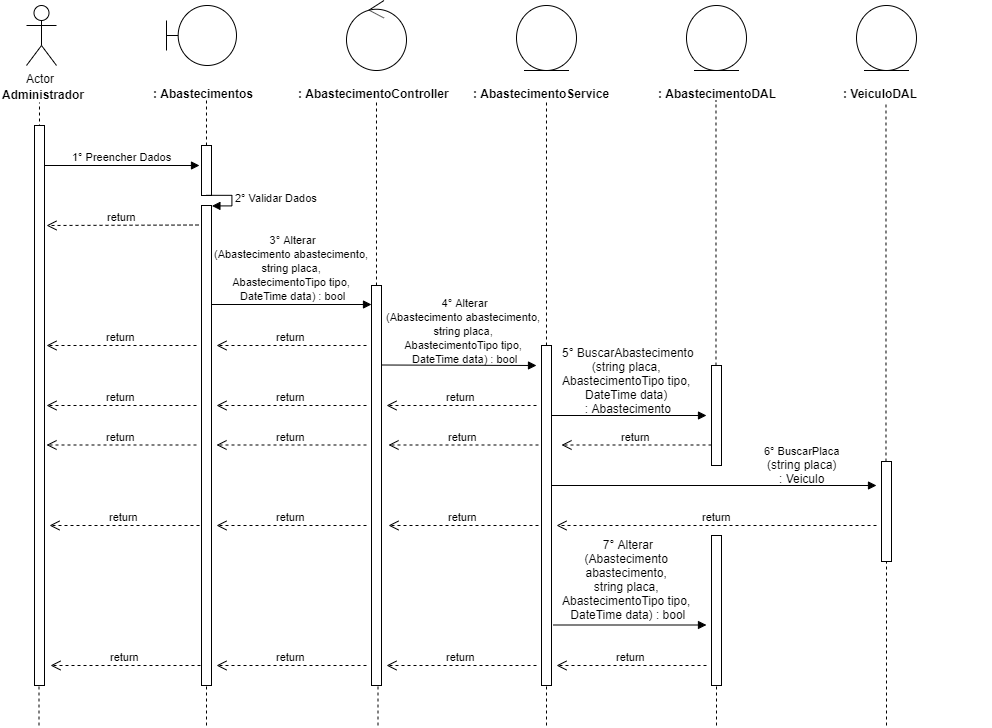 Actor
Administrador
: Abastecimentos
: AbastecimentoController
: AbastecimentoService
: AbastecimentoDAL
: VeiculoDAL
1° Preencher Dados
2° Validar Dados
return
3° Alterar
(Abastecimento abastecimento,
string placa,
AbastecimentoTipo tipo,
DateTime data) : bool
4° Alterar
(Abastecimento abastecimento,
string placa,
AbastecimentoTipo tipo,
DateTime data) : bool
return
return
5° BuscarAbastecimento
(string placa,
AbastecimentoTipo tipo,
DateTime data)
: Abastecimento
return
return
return
return
return
return
return
6° BuscarPlaca
(string placa)
: Veiculo
return
return
return
return
7° Alterar
(Abastecimento
abastecimento,
string placa,
AbastecimentoTipo tipo,
DateTime data) : bool
return
return
return
return